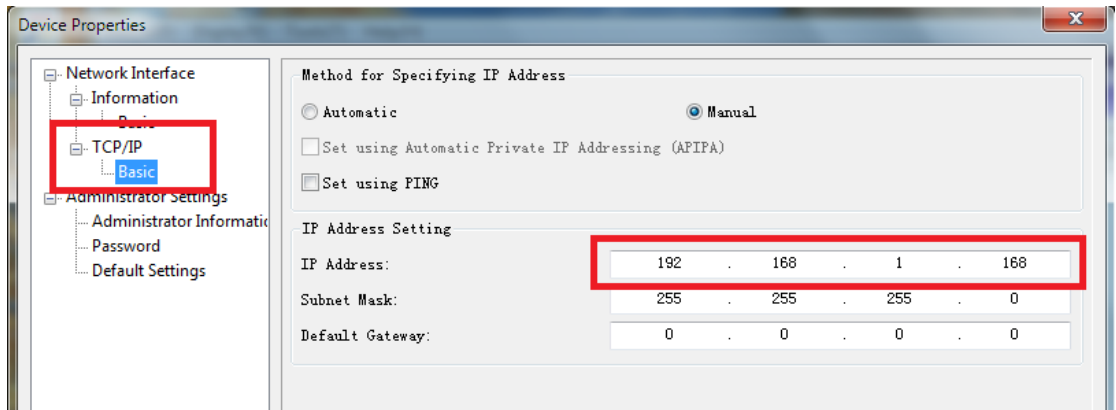 Device Properties
x
Network Interface
Information
Basic
TCP/IP
Basic
Administrator Settings
Administrator Informatic
Password
Default Settings
Method for Specifying IP Address
Automatic
Manual
Set using Automatic Private IP Addressing (APIPA)
Set using PING
IP Address Setting
IP Address: 192 . 168 . 1 . 168
Subnet Mask: 255 . 255 . 255 . 0
Default Gateway: 0 . 0 . 0 . 0